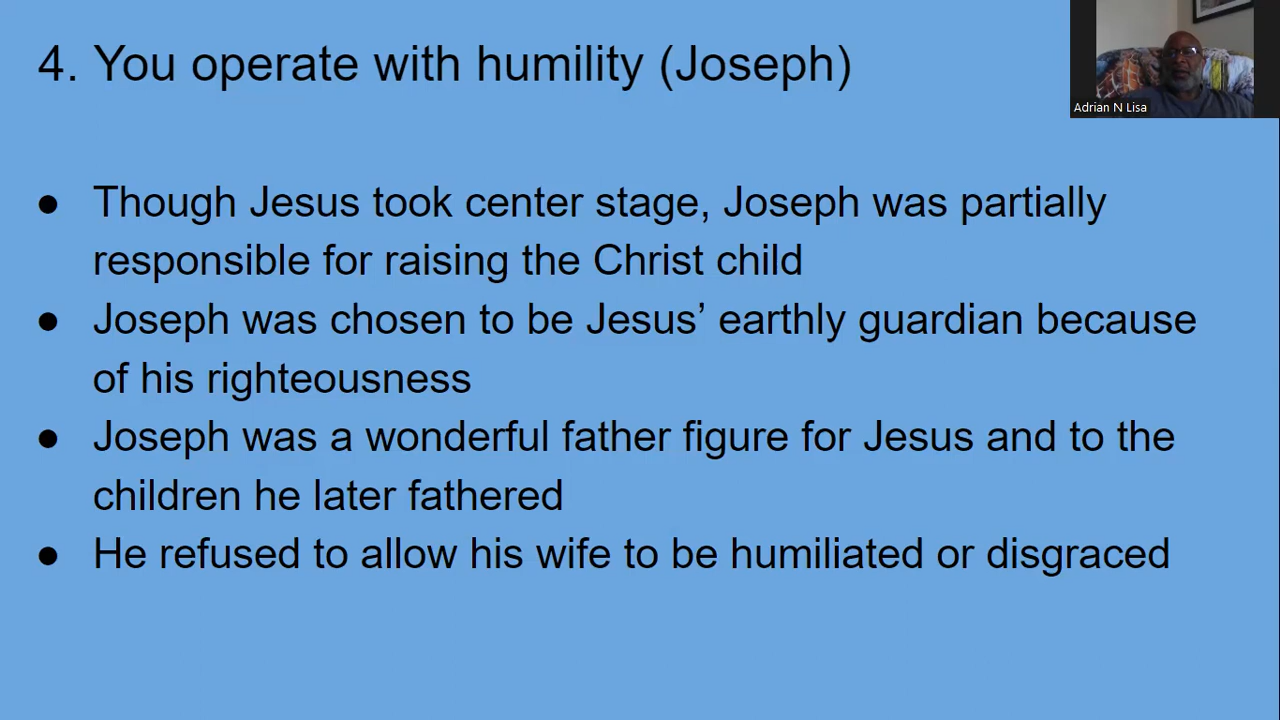 4. You operate with humility (Joseph)
Adrian N Lisa
● Though Jesus took center stage, Joseph was partially
responsible for raising the Christ child
● Joseph was chosen to be Jesus’ earthly guardian because
of his righteousness
● Joseph was a wonderful father figure for Jesus and to the
children he later fathered
● He refused to allow his wife to be humiliated or disgraced